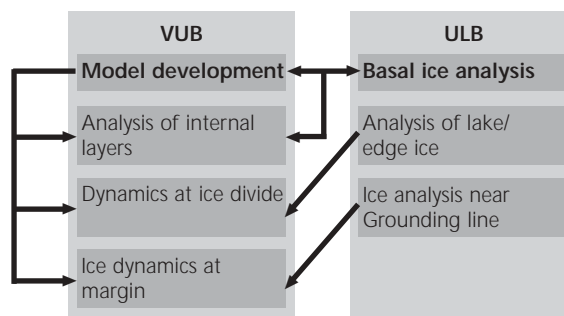 VUB
Model development
Analysis of internal
layers
Dynamics at ice divide
Ice dynamics at
margin
ULB
Basal ice analysis
Analysis of lake/
edge ice
Ice analysis near
Grounding line